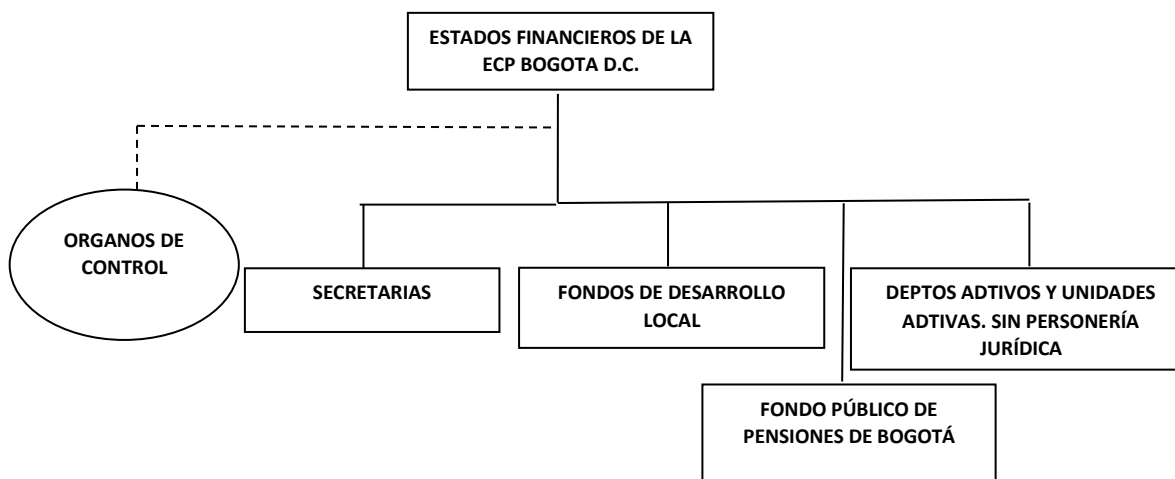 ESTADOS FINANCIEROS DE LA
ECP BOGOTA D.C.
ORGANOS DE
CONTROL
SECRETARIAS
FONDOS DE DESARROLLO
LOCAL
DEPTOS ADTIVOS Y UNIDADES
ADTIVAS. SIN PERSONERÍA
JURÍDICA
FONDO PÚBLICO DE
PENSIONES DE BOGOTÁ